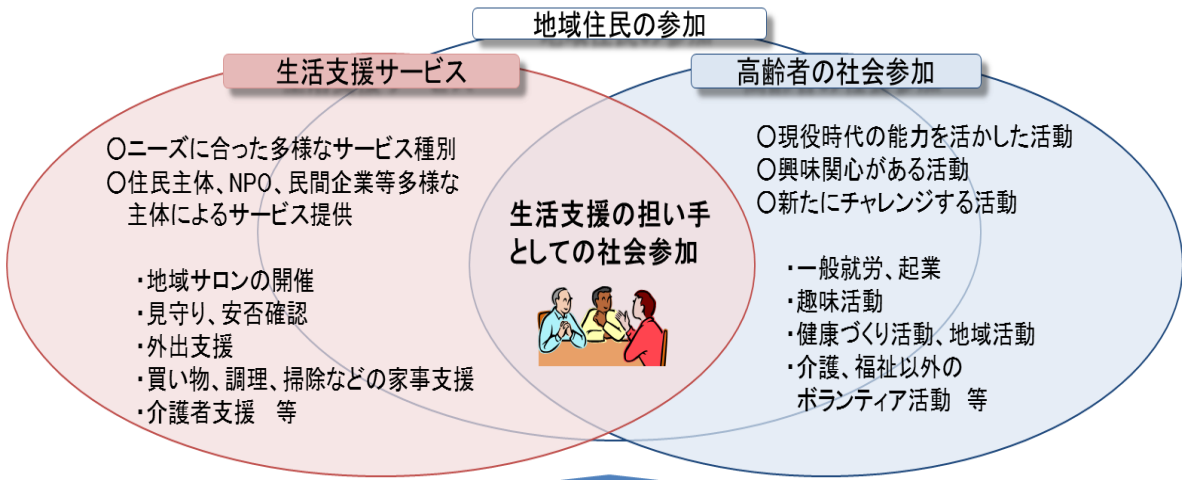 地域住民の参加
生活支援サービス
○ニーズに合った多様なサービス種別
○住民主体、NPO、民間企業等多様な
主体によるサービス提供
・地域サロンの開催
・見守り、安否確認
・外出支援
・買い物、調理、掃除などの家事支援
・介護者支援　等
生活支援の担い手
としての社会参加
高齢者の社会参加
○現役時代の能力を活かした活動
○興味関心がある活動
○新たにチャレンジする活動
・一般就労、起業
・趣味活動
・健康づくり活動、地域活動
・介護、福祉以外の
ボランティア活動　等